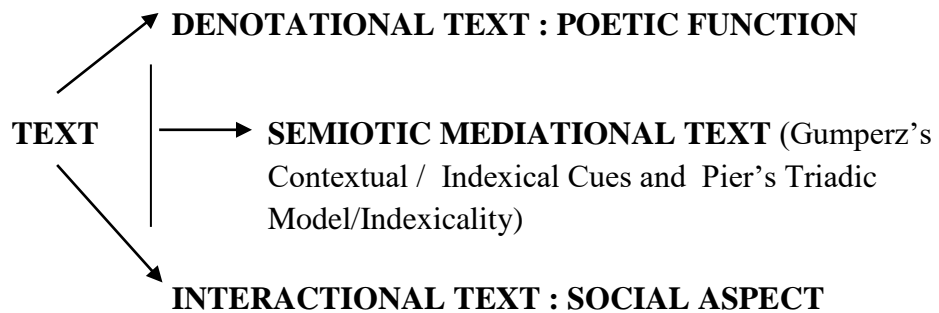 DENOTATIONAL TEXT : POETIC FUNCTION
TEXT
SEMIOTIC MEDIATIONAL TEXT (Gumperz’s
Contextual / Indexical Cues and Pier’s Triadic
Model/Indexicality)
INTERACTIONAL TEXT : SOCIAL ASPECT